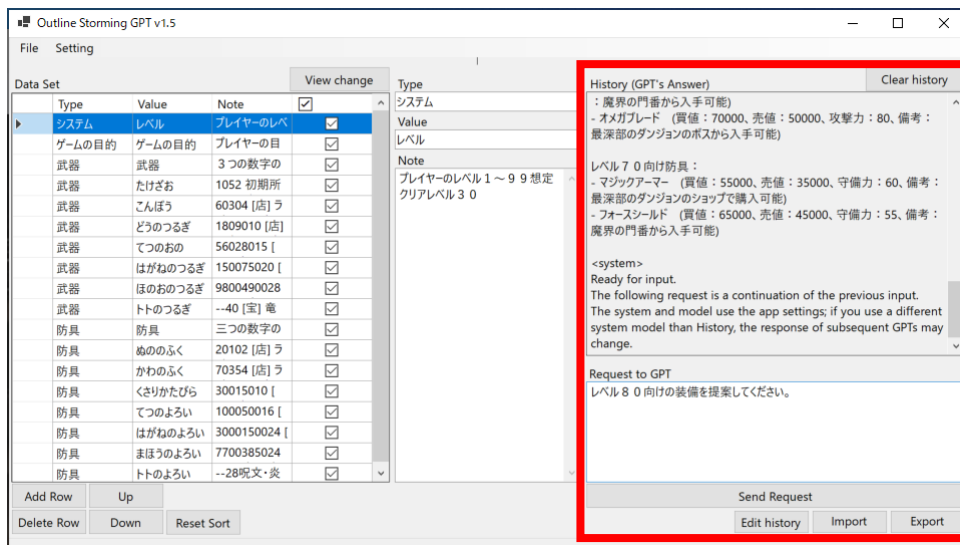 Outline Storming GPT v1.5
File Setting
Data Set
View change
Type Value Note
システム レベル プレイヤーのレベ
ゲームの目的 ゲームの目的 プレイヤーの目
武器 武器 3つの数字の
武器 たけざお 1052 初期所
武器 こんぼう 60304 [店] ラ
武器 どうのつるぎ 1809010 [店]
武器 てつのおの 56028015 [
武器 はがねのつるぎ 150075020 [
武器 ほのおのつるぎ 9800490028
武器 トトのつるぎ --40 [宝] 竜
防具 防具 三つの数字の
防具 ぬののふく 20102 [店] ラ
防具 かわのふく 70354 [店] ラ
防具 くさりかたびら 30015010 [
防具 てつのよろい 100050016 [
防具 はがねのよろい 3000150024 [
防具 まほうのよろい 7700385024
防具 トトのよろい --28呪文・炎
Add Row Up
Delete Row Down Reset Sort
Type
システム
Value
レベル
Note
プレイヤーのレベル1～99想定
クリアレベル30
History (GPT's Answer)
Clear history
：魔界の門番から入手可能)
- オメガブレード (買値：70000、売値：50000、攻撃力：80、備考：
最深部のダンジョンのボスから入手可能)
レベル70向け防具：
- マジックアーマー (買値：55000、売値：35000、守備力：60、備考：
最深部のダンジョンのショップで購入可能)
- フォースシールド (買値：65000、売値：45000、守備力：55、備考：
魔界の門番から入手可能)
<system>
Ready for input.
The following request is a continuation of the previous input.
The system and model use the app settings; if you use a different
system model than History, the response of subsequent GPTs may
change.
Request to GPT
レベル80向けの装備を提案してください。
Send Request
Edit history Import Export